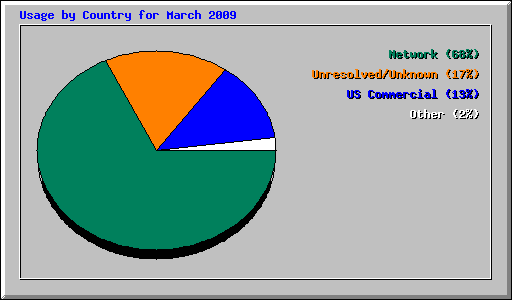 Usage by Country for March 2009
Network (68%)
Unresolved/Unknown (17%)
US Commercial (13%)
Other (2%)